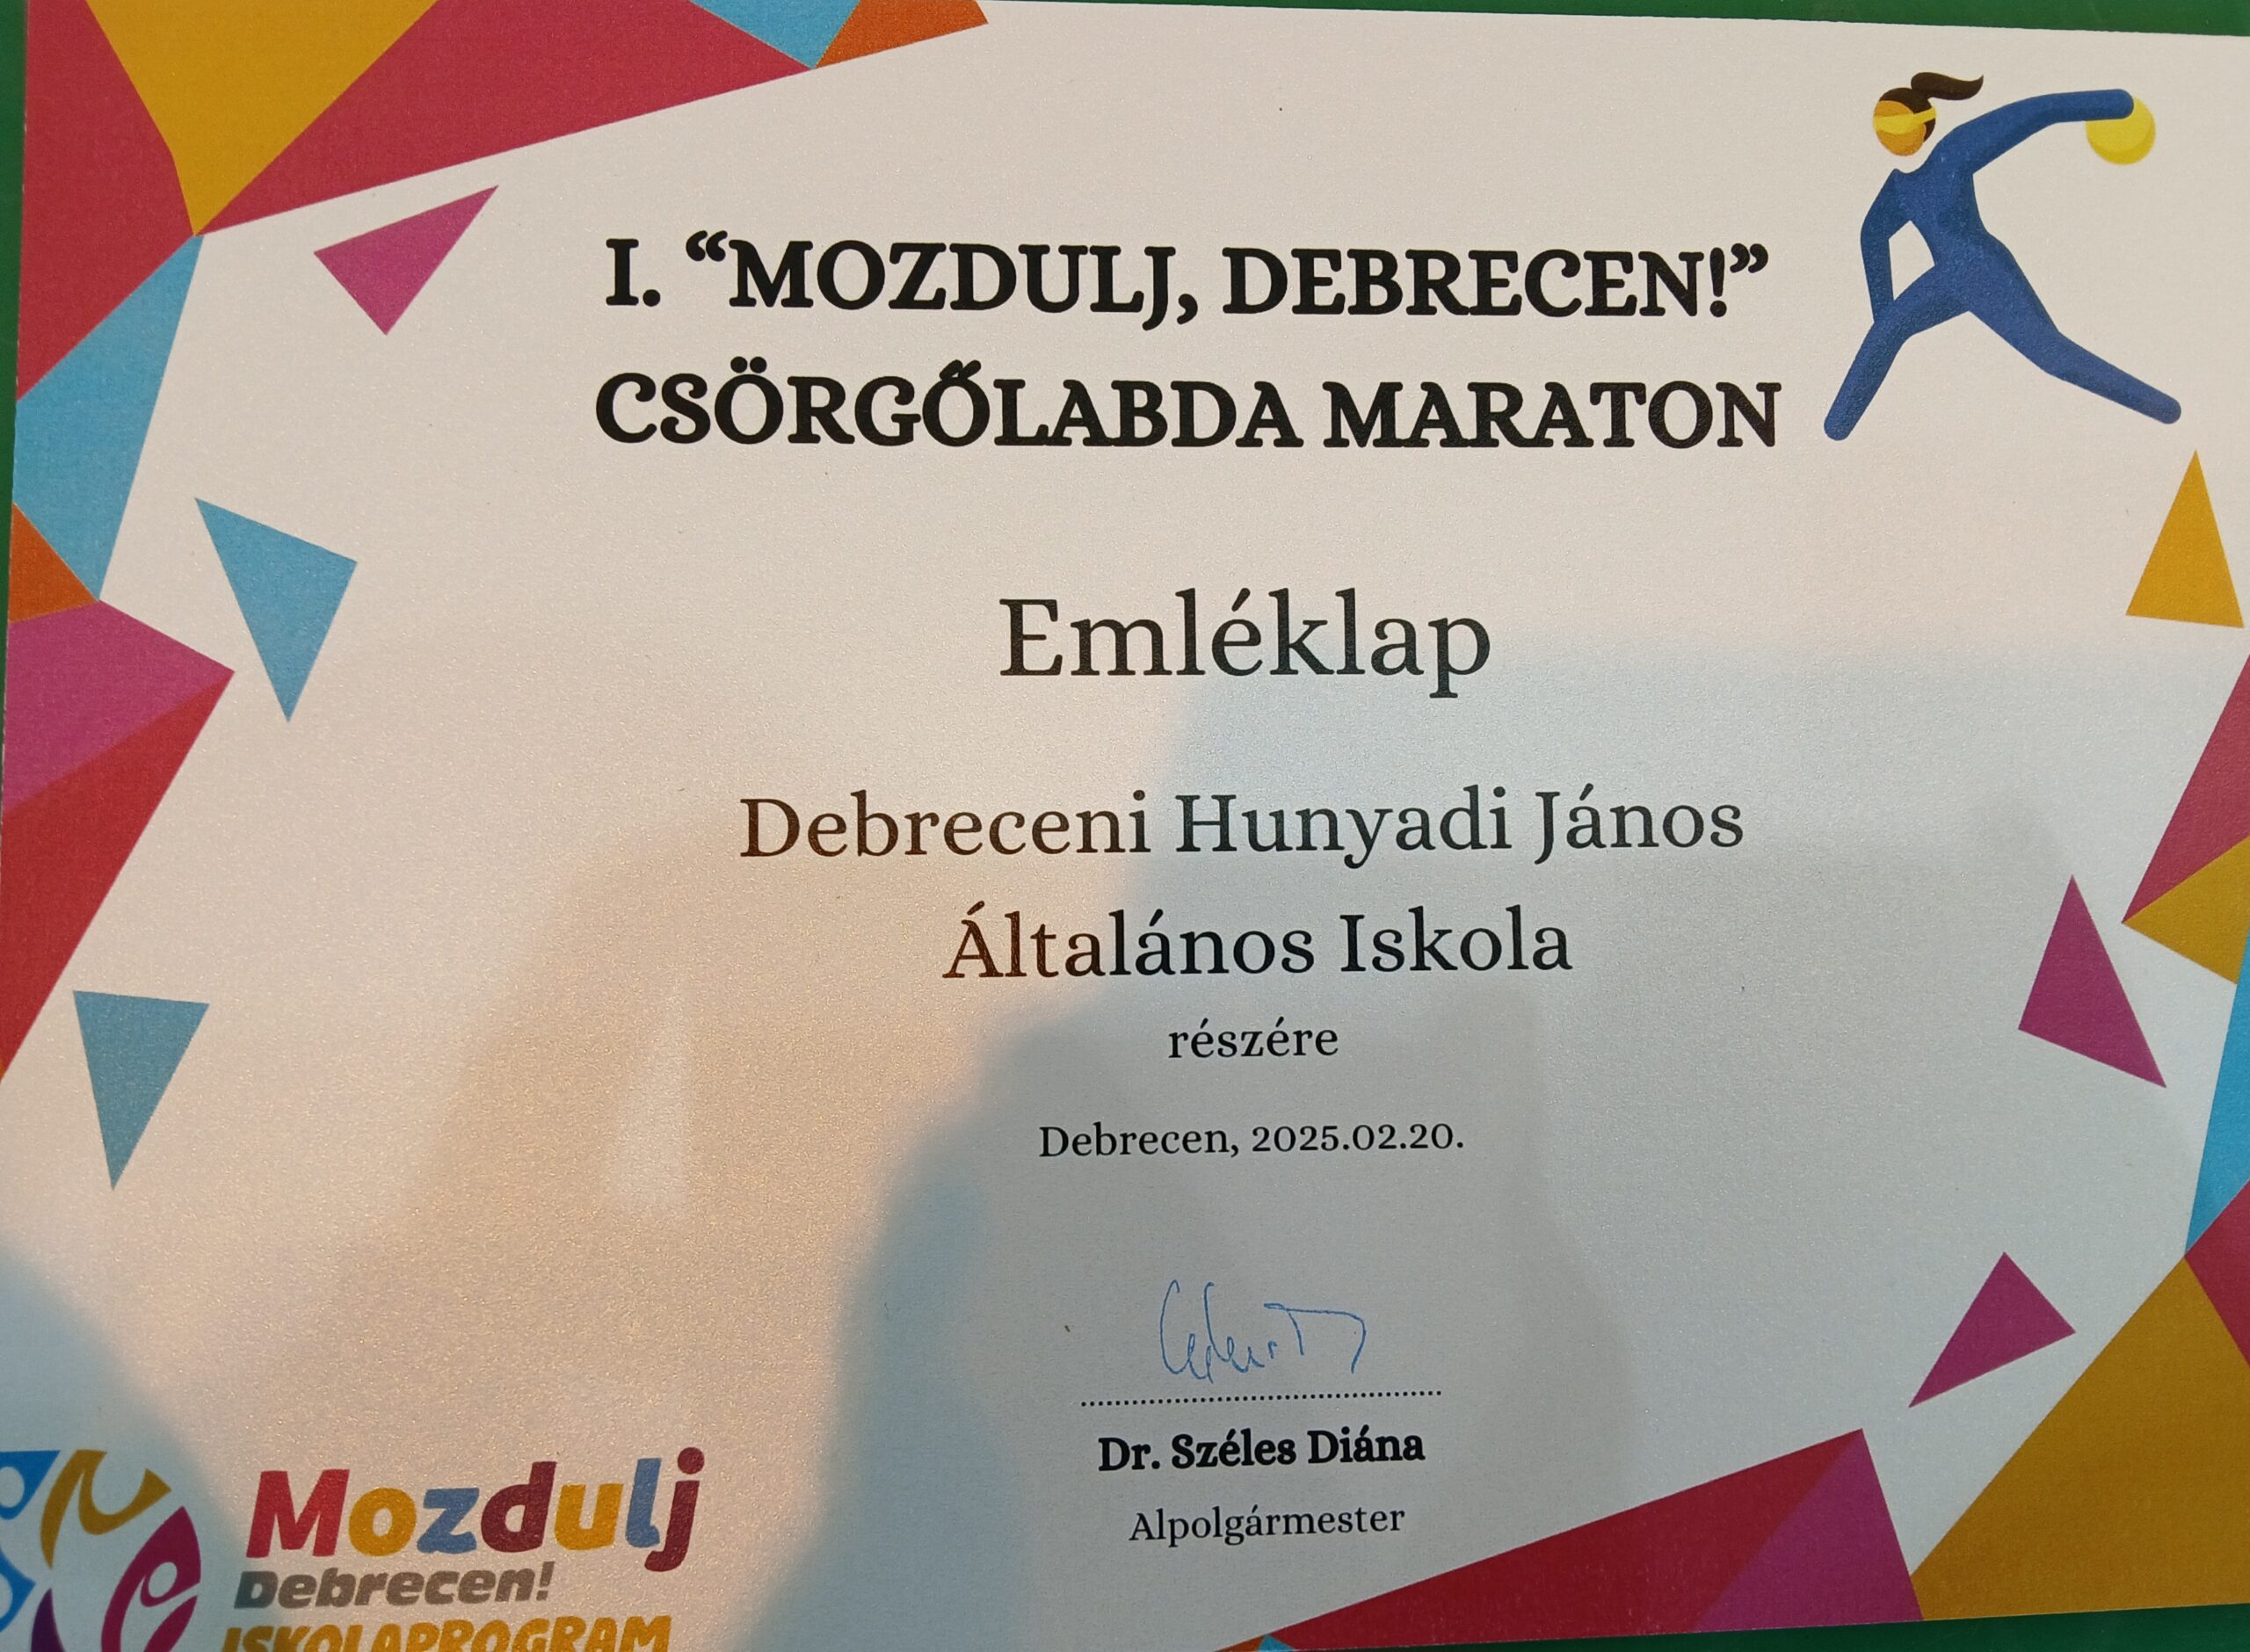 I. “MOZDULJ, DEBRECEN!”
CSÖRGŐLABDA MARATON
Emléklap
Debreceni Hunyadi János
Általános Iskola
részére
Debrecen, 2025.02.20.
Dr. Széles Diána
Alpolgármester
Mozdulj
Debrecen!
ISKOLAPROGRAM